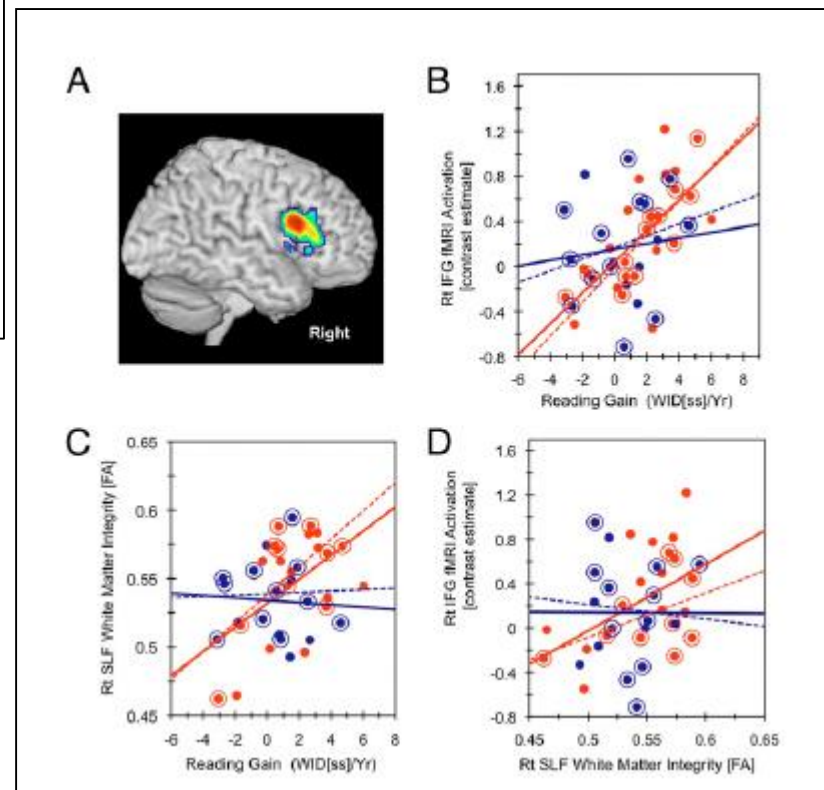 A
Right
B
Rt IFG fMRI Activation
[contrast estimate]
1.6
1.2
0.8
0.4
0
-0.4
-0.8
-6 -4 -2 0 2 4 6 8
Reading Gain (WID[ss]/Yr)
C
Rt SLF White Matter Integrity [FA]
0.65
0.6
0.55
0.5
0.45
-6 -4 -2 0 2 4 6 8
Reading Gain (WID[ss]/Yr)
D
Rt IFG fMRI Activation
[contrast estimate]
1.6
1.2
0.8
0.4
0
-0.4
-0.8
0.45 0.5 0.55 0.6 0.65
Rt SLF White Matter Integrity [FA]